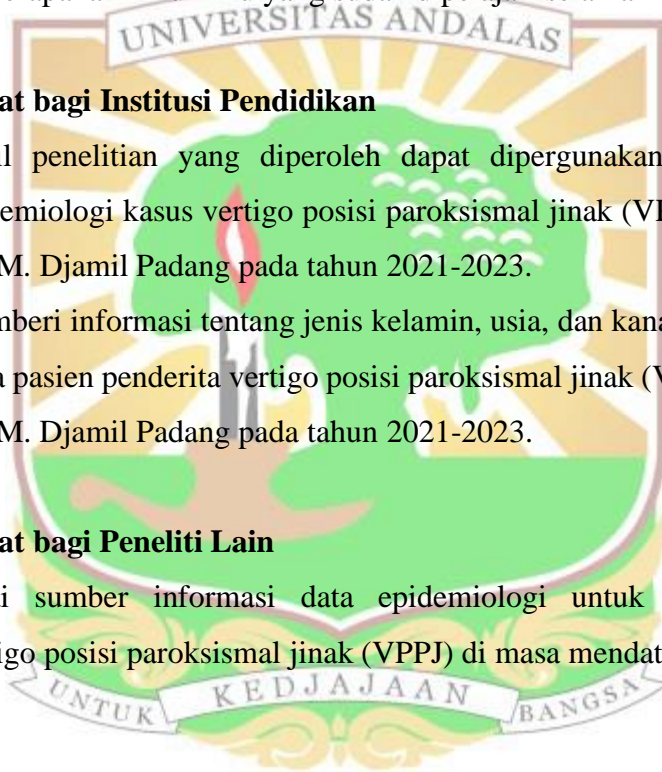 UNIVERSITAS ANDALAS
at bagi Institusi Pendidikan
l penelitian yang diperoleh dapat dipergunakan
emiologi kasus vertigo posisi paroksismal jinak (VI
M. Djamil Padang pada tahun 2021-2023.
mberi informasi tentang jenis kelamin, usia, dan kana
a pasien penderita vertigo posisi paroksismal jinak (V
M. Djamil Padang pada tahun 2021-2023.
at bagi Peneliti Lain
i sumber informasi data epidemiologi untuk
igo posisi paroksismal jinak (VPPJ) di masa mendat
UNTUK KEDJAJAAN BANGSA